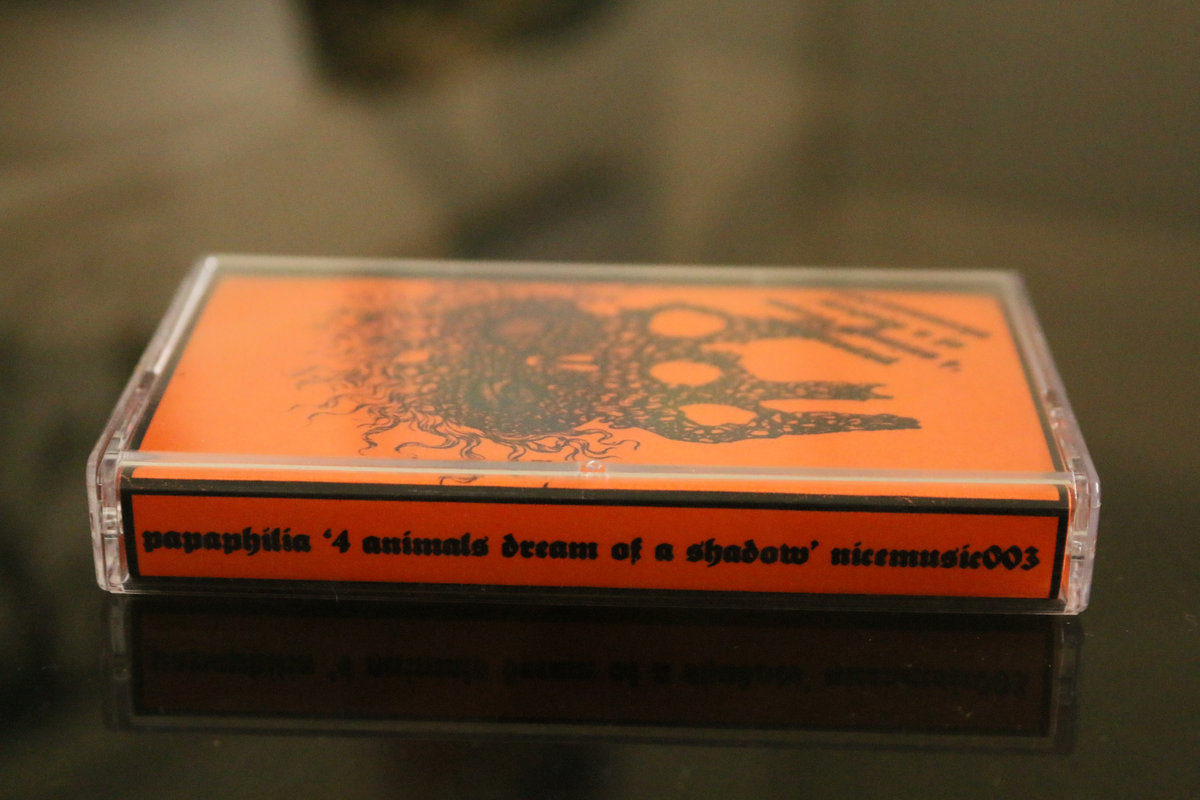 papaphilia ‘4 animals dream of a shadow’ nicemusic003